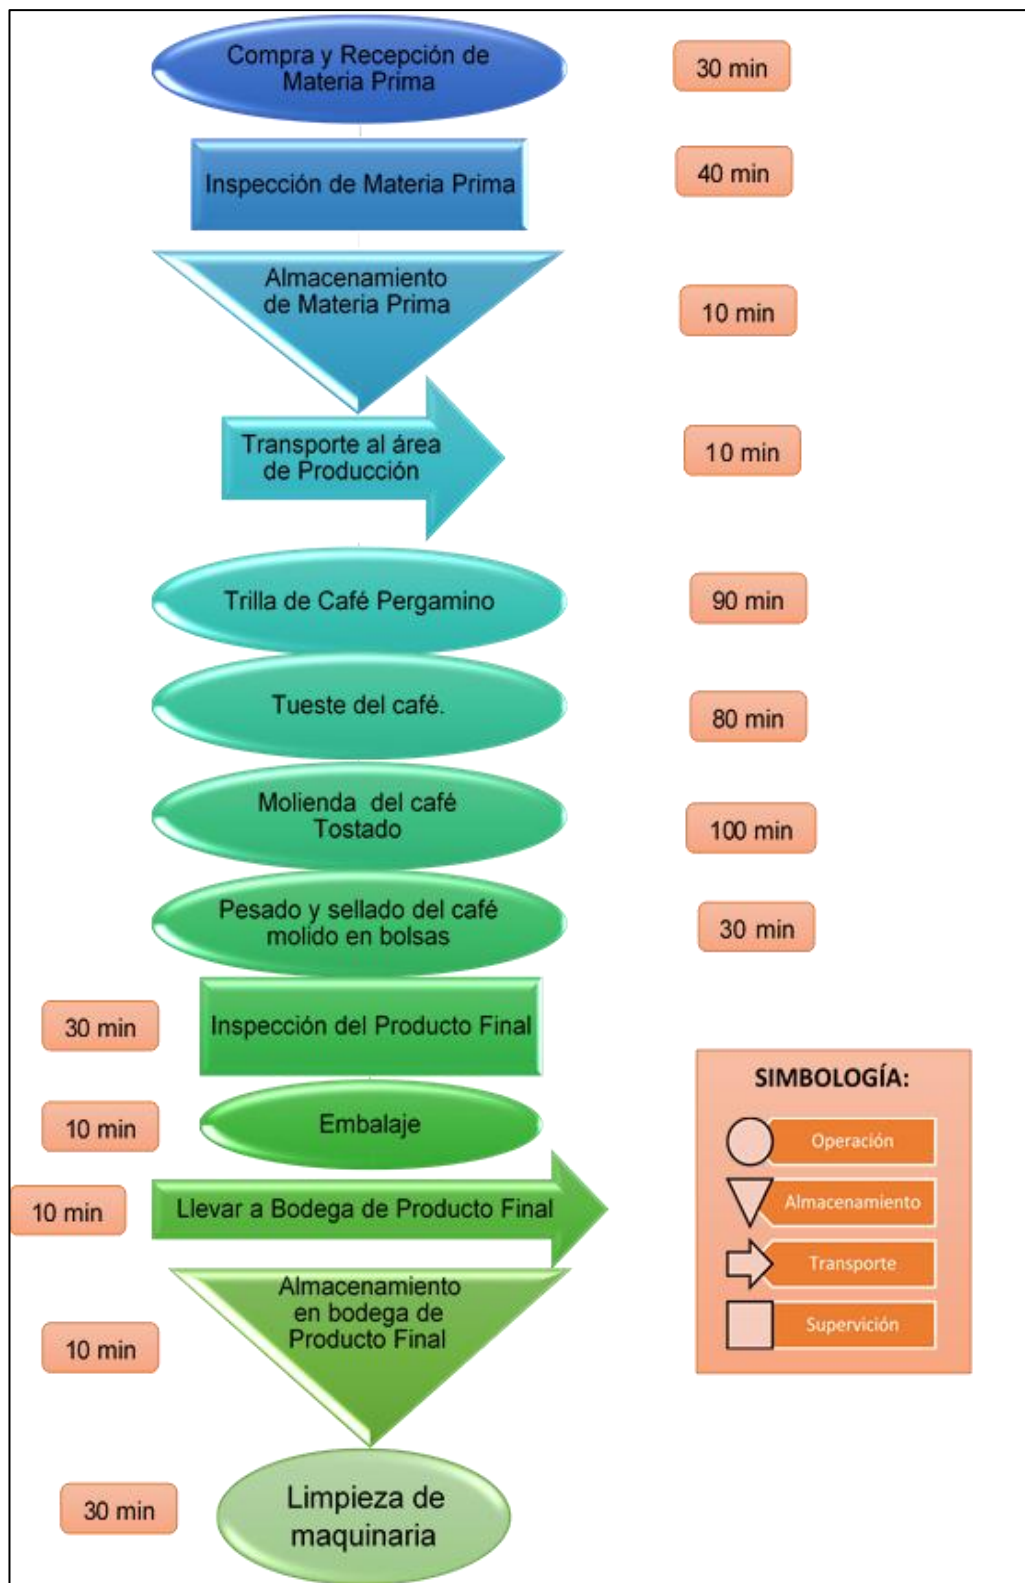 Compra y Recepción de
Materia Prima
30 min
Inspección de Materia Prima
40 min
Almacenamiento
de Materia Prima
10 min
Transporte al área
de Producción
10 min
Trilla de Café Pergamino
90 min
Tueste del café.
80 min
Molienda del café
Tostado
100 min
Pesado y sellado del café
molido en bolsas
30 min
30 min
Inspección del Producto Final
10 min
Embalaje
10 min
Llevar a Bodega de Producto Final
10 min
Almacenamiento
en bodega de
Producto Final
30 min
Limpieza de
maquinaria
SIMBOLOGÍA:
Operación
Almacenamiento
Transporte
Supervición